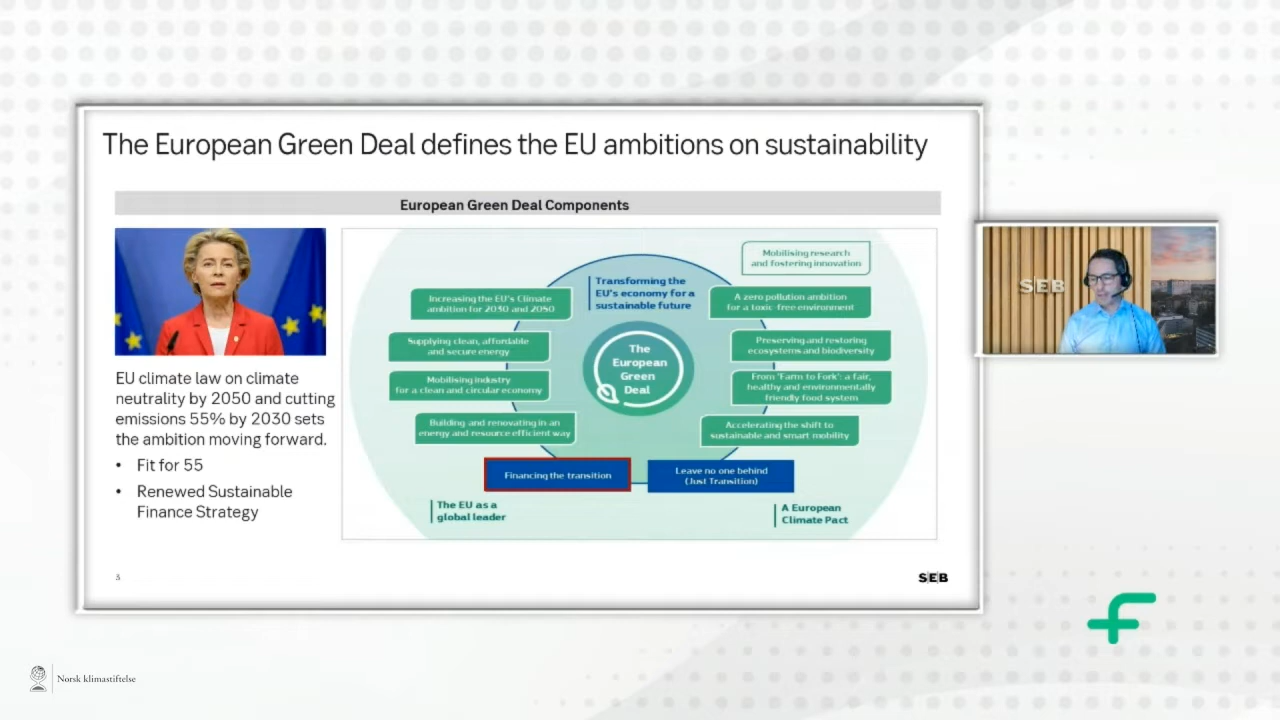 The European Green Deal defines the EU ambitions on sustainability
European Green Deal Components
EU climate law on climate
neutrality by 2050 and cutting
emissions 55% by 2030 sets
the ambition moving forward.
• Fit for 55
• Renewed Sustainable
Finance Strategy
Mobilising research
and fostering innovation
Transforming the
EU's economy for a
sustainable future
Increasing the EU's Climate
ambition for 2030 and 2050
A zero pollution ambition
for a toxic-free environment
Supplying clean, affordable
and secure energy
Preserving and restoring
ecosystems and biodiversity
The
European
Green
Deal
Mobilising industry
for a clean and circular economy
From 'Farm to Fork': a fair,
healthy and environmentally
friendly food system
Building and renovating in an
energy and resource efficient way
Accelerating the shift to
sustainable and smart mobility
Financing the transition
Leave no one behind
(Just Transition)
The EU as a
global leader
A European
Climate Pact
5
SEB
SEB
Norsk klimastiftelse